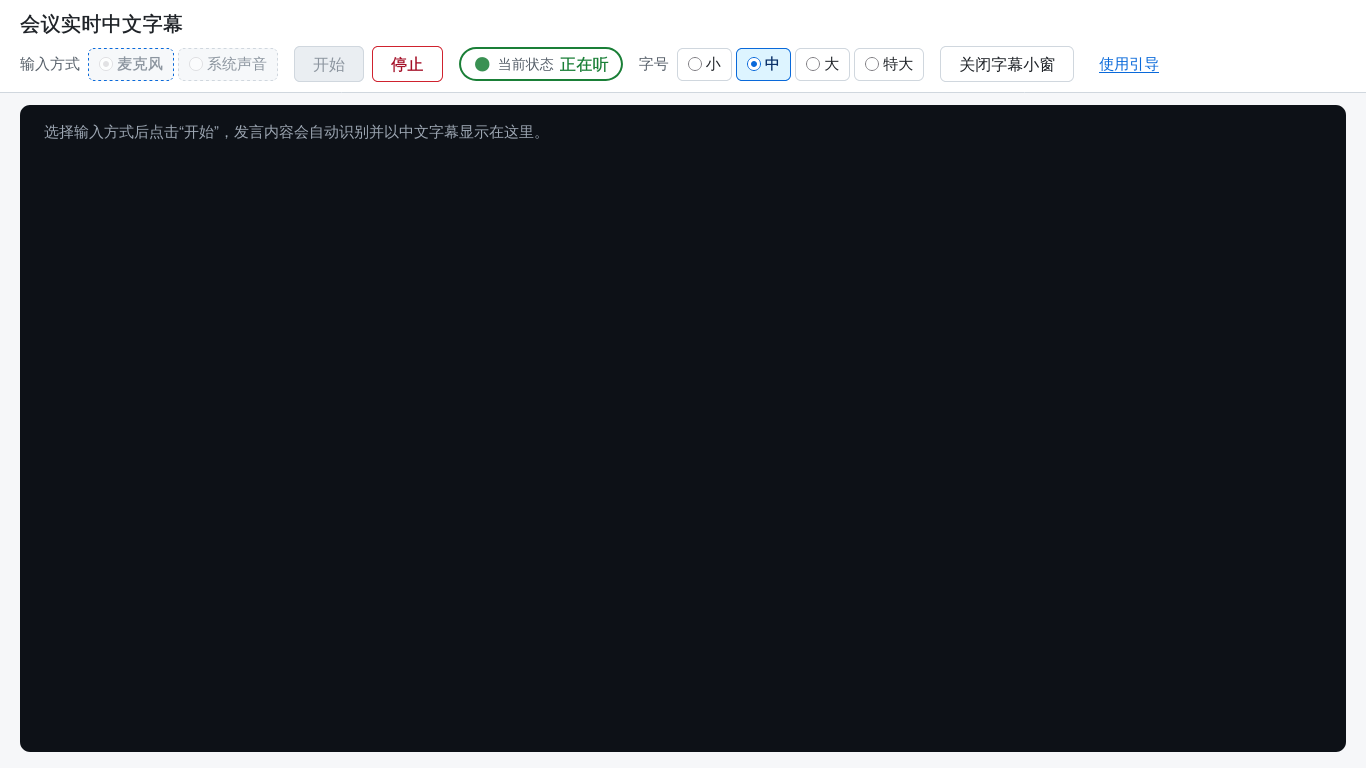 会议实时中文字幕
输入方式 麦克风 系统声音 开始 停止 当前状态 正在听 字号 小 中 大 特大 关闭字幕小窗 使用引导
选择输入方式后点击“开始”，发言内容会自动识别并以中文字幕显示在这里。